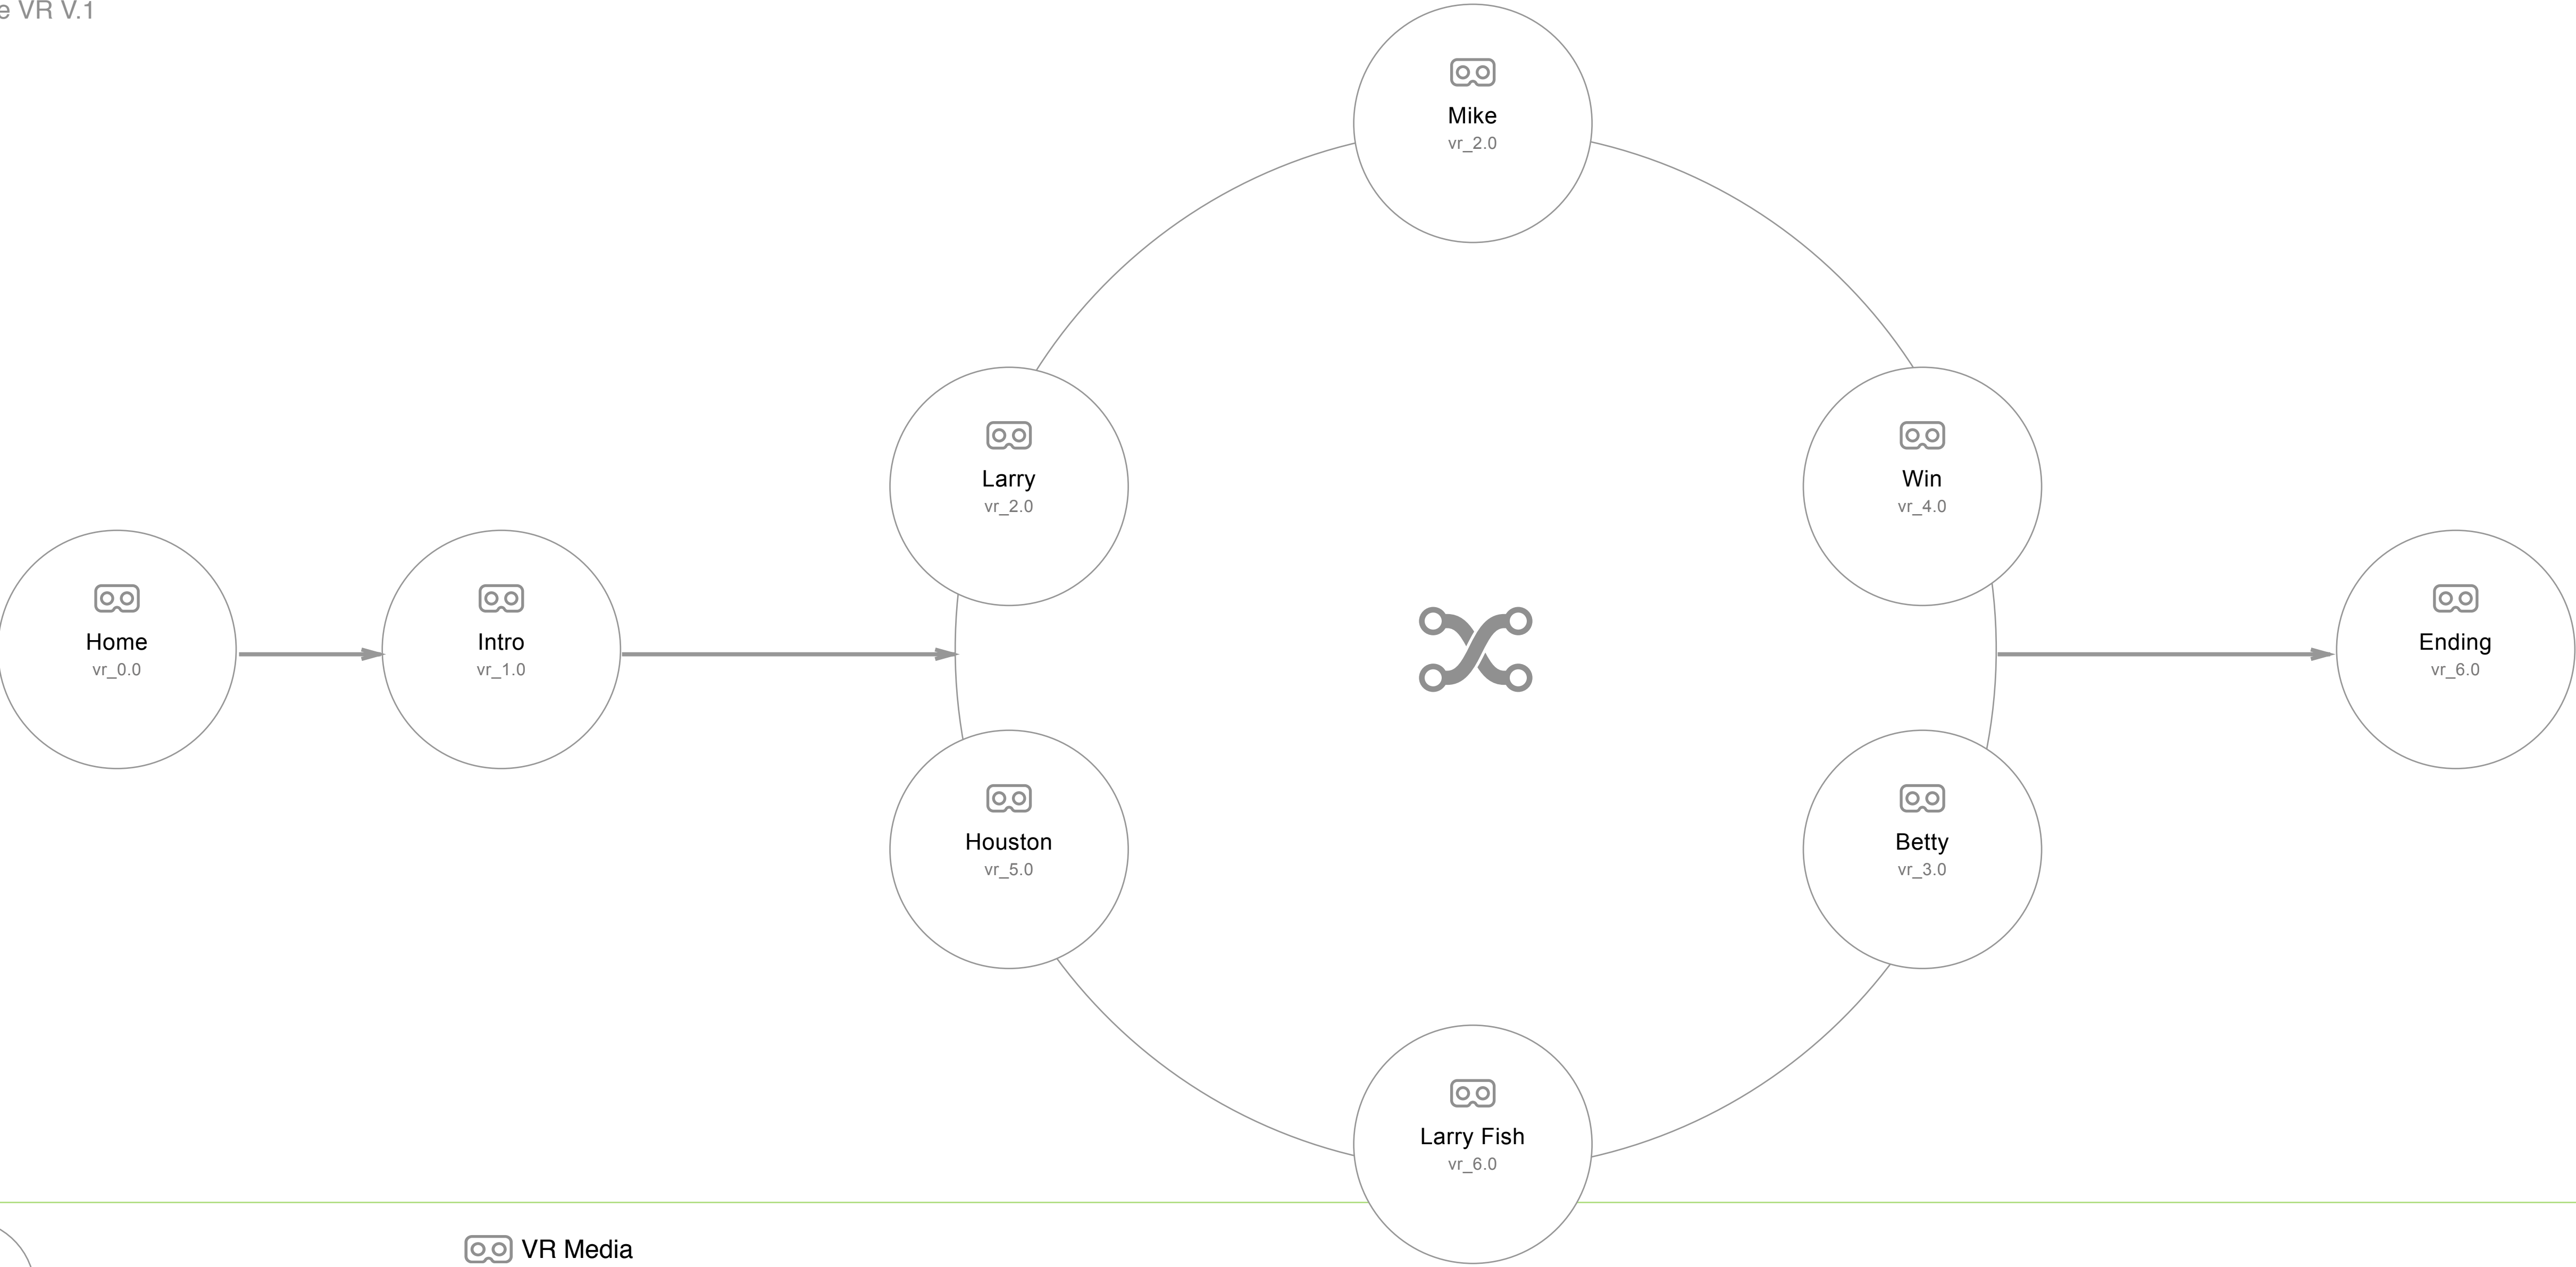 VR V.1
Mike
vr_2.0
Larry
vr_2.0
Win
vr_4.0
Home
vr_0.0
Intro
vr_1.0
Ending
vr_6.0
Houston
vr_5.0
Betty
vr_3.0
Larry Fish
vr_6.0
VR Media